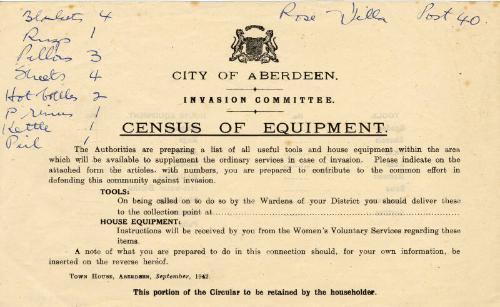 Rose Villa Post 40.
Blankets 4
Rugs 1
Pillows 3
Sheets 4
Hot bottles 2
Primus 1
Kettle 1
Pail 1
CITY OF ABERDEEN.
INVASION COMMITTEE.
CENSUS OF EQUIPMENT.
The Authorities are preparing a list of all useful tools and house equipment within the area
which will be available to supplement the ordinary services in case of invasion. Please indicate on the
attached form the articles, with numbers, you are prepared to contribute to the common effort in
defending this community against invasion.
TOOLS:
On being called on to do so by the Wardens of your District you should deliver these
to the collection point at
HOUSE EQUIPMENT:
Instructions will be received by you from the Women's Voluntary Services regarding these
items.
A note of what you are prepared to do in this connection should, for your own information, be
inserted on the reverse hereof.
TOWN HOUSE, ABERDEEN, September, 1942.
This portion of the Circular to be retained by the householder.